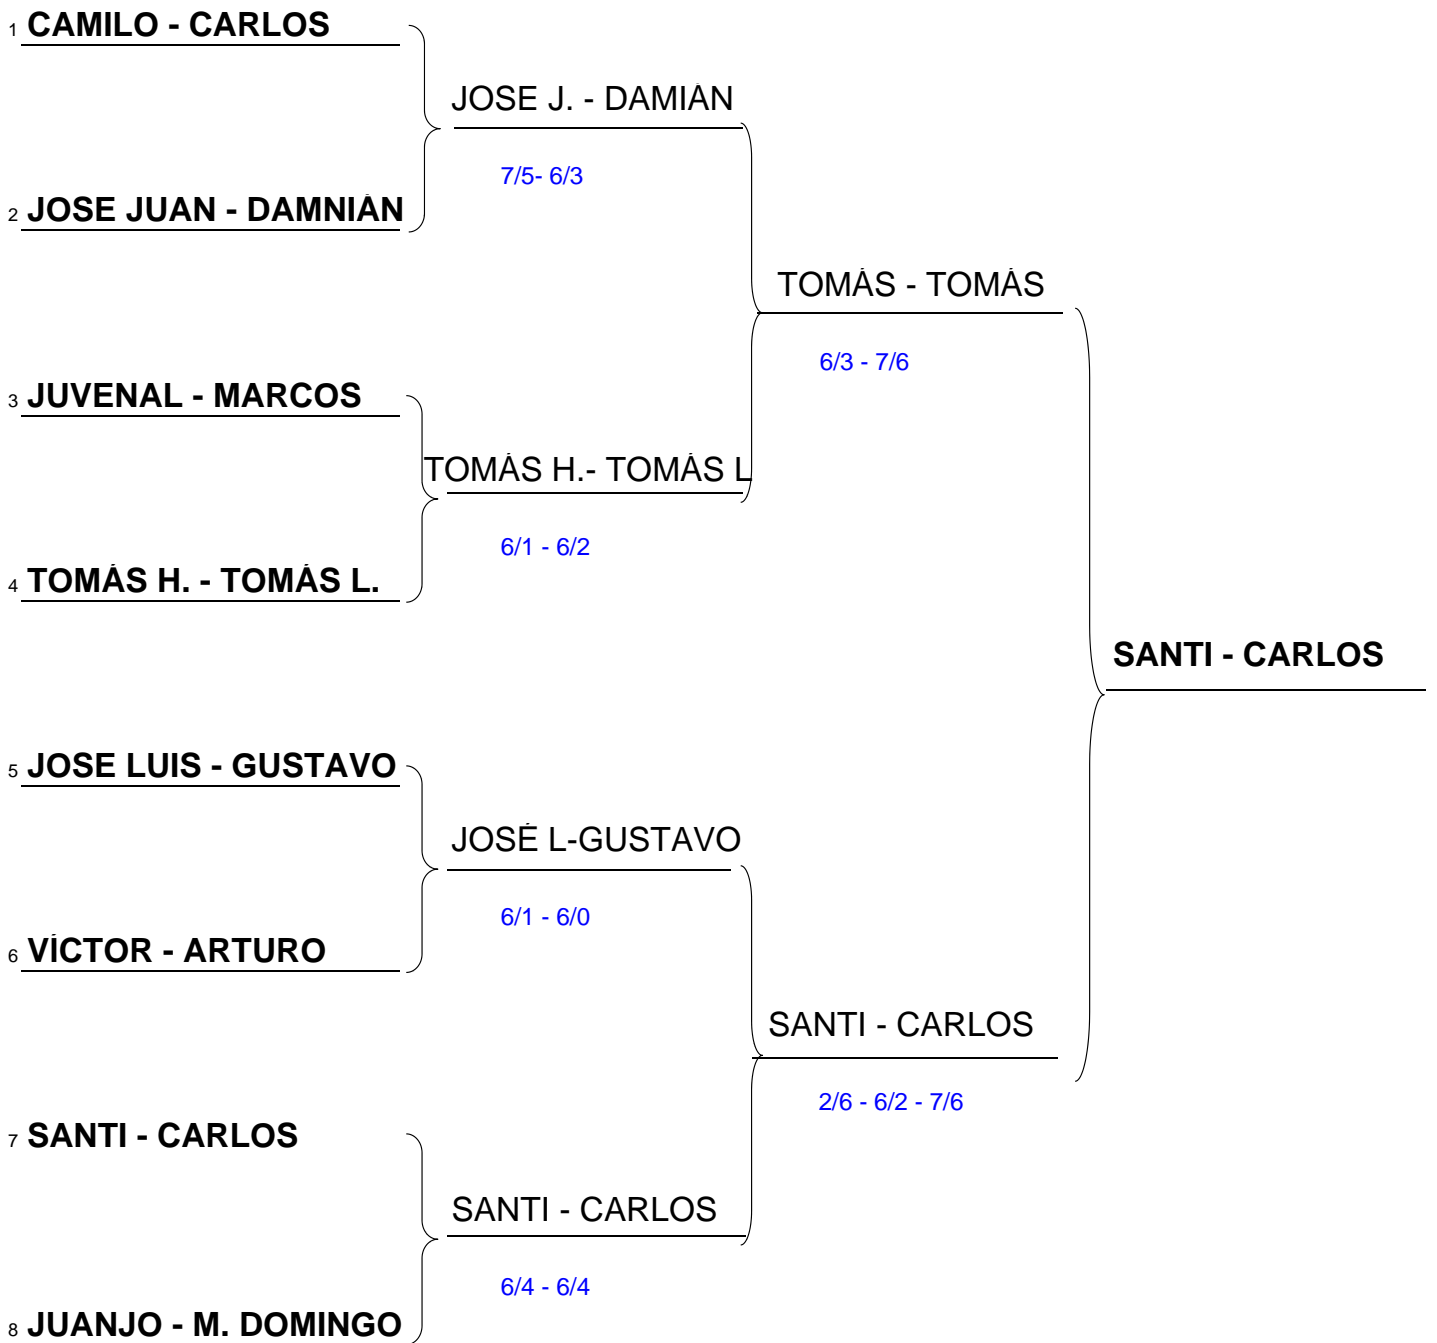 1 CAMILO - CARLOS
JOSE J. - DAMIÁN
7/5- 6/3
2 JOSE JUAN - DAMNIÁN
TOMÁS - TOMÁS
6/3 - 7/6
3 JUVENAL - MARCOS
TOMÁS H.- TOMÁS L
6/1 - 6/2
4 TOMÁS H. - TOMÁS L.
SANTI - CARLOS
5 JOSE LUIS - GUSTAVO
JOSÉ L-GUSTAVO
6/1 - 6/0
6 VÍCTOR - ARTURO
SANTI - CARLOS
2/6 - 6/2 - 7/6
7 SANTI - CARLOS
SANTI - CARLOS
6/4 - 6/4
8 JUANJO - M. DOMINGO